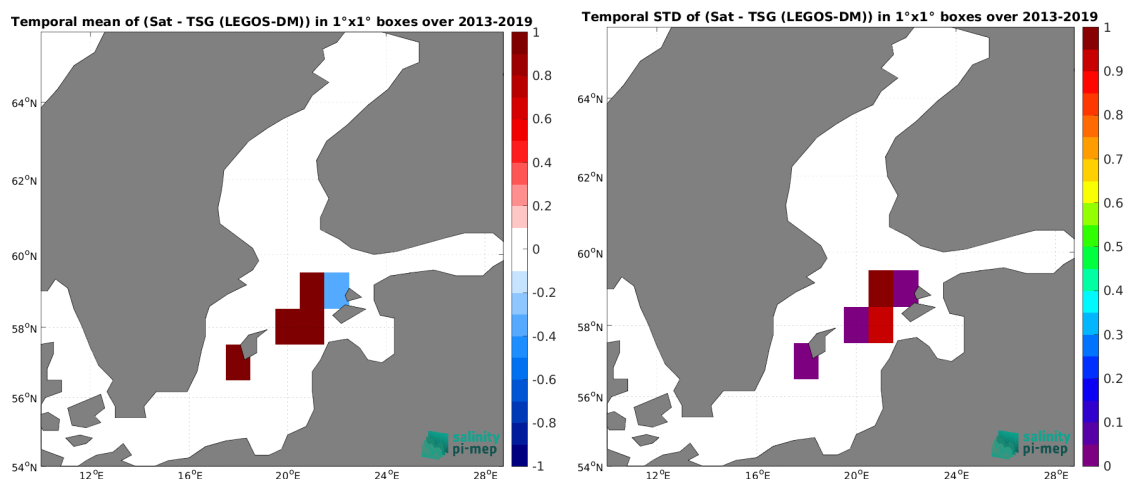 Temporal mean of (Sat - TSG (LEGOS-DM)) in 1°x1° boxes over 2013-2019
64°N
62°N
60°N
58°N
56°N
54°N
12°E
16°E
20°E
24°E
28°E
1
0.8
0.6
0.4
0.2
0
-0.2
-0.4
-0.6
-0.8
-1
salinity
pi-mep
Temporal STD of (Sat - TSG (LEGOS-DM)) in 1°x1° boxes over 2013-2019
64°N
62°N
60°N
58°N
56°N
54°N
12°E
16°E
20°E
24°E
28°E
1
0.9
0.8
0.7
0.6
0.5
0.4
0.3
0.2
0.1
0
salinity
pi-mep